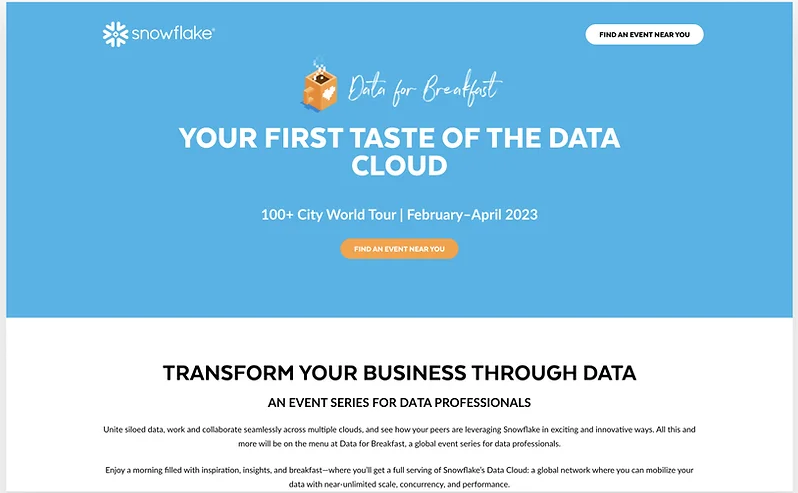 snowflake®
FIND AN EVENT NEAR YOU
Data for Breakfast
YOUR FIRST TASTE OF THE DATA
CLOUD
100+ City World Tour | February–April 2023
FIND AN EVENT NEAR YOU
TRANSFORM YOUR BUSINESS THROUGH DATA
AN EVENT SERIES FOR DATA PROFESSIONALS
Unite siloed data, work and collaborate seamlessly across multiple clouds, and see how your peers are leveraging Snowflake in exciting and innovative ways. All this and
more will be on the menu at Data for Breakfast, a global event series for data professionals.
Enjoy a morning filled with inspiration, insights, and breakfast—where you'll get a full serving of Snowflake's Data Cloud: a global network where you can mobilize your
data with near-unlimited scale, concurrency, and performance.